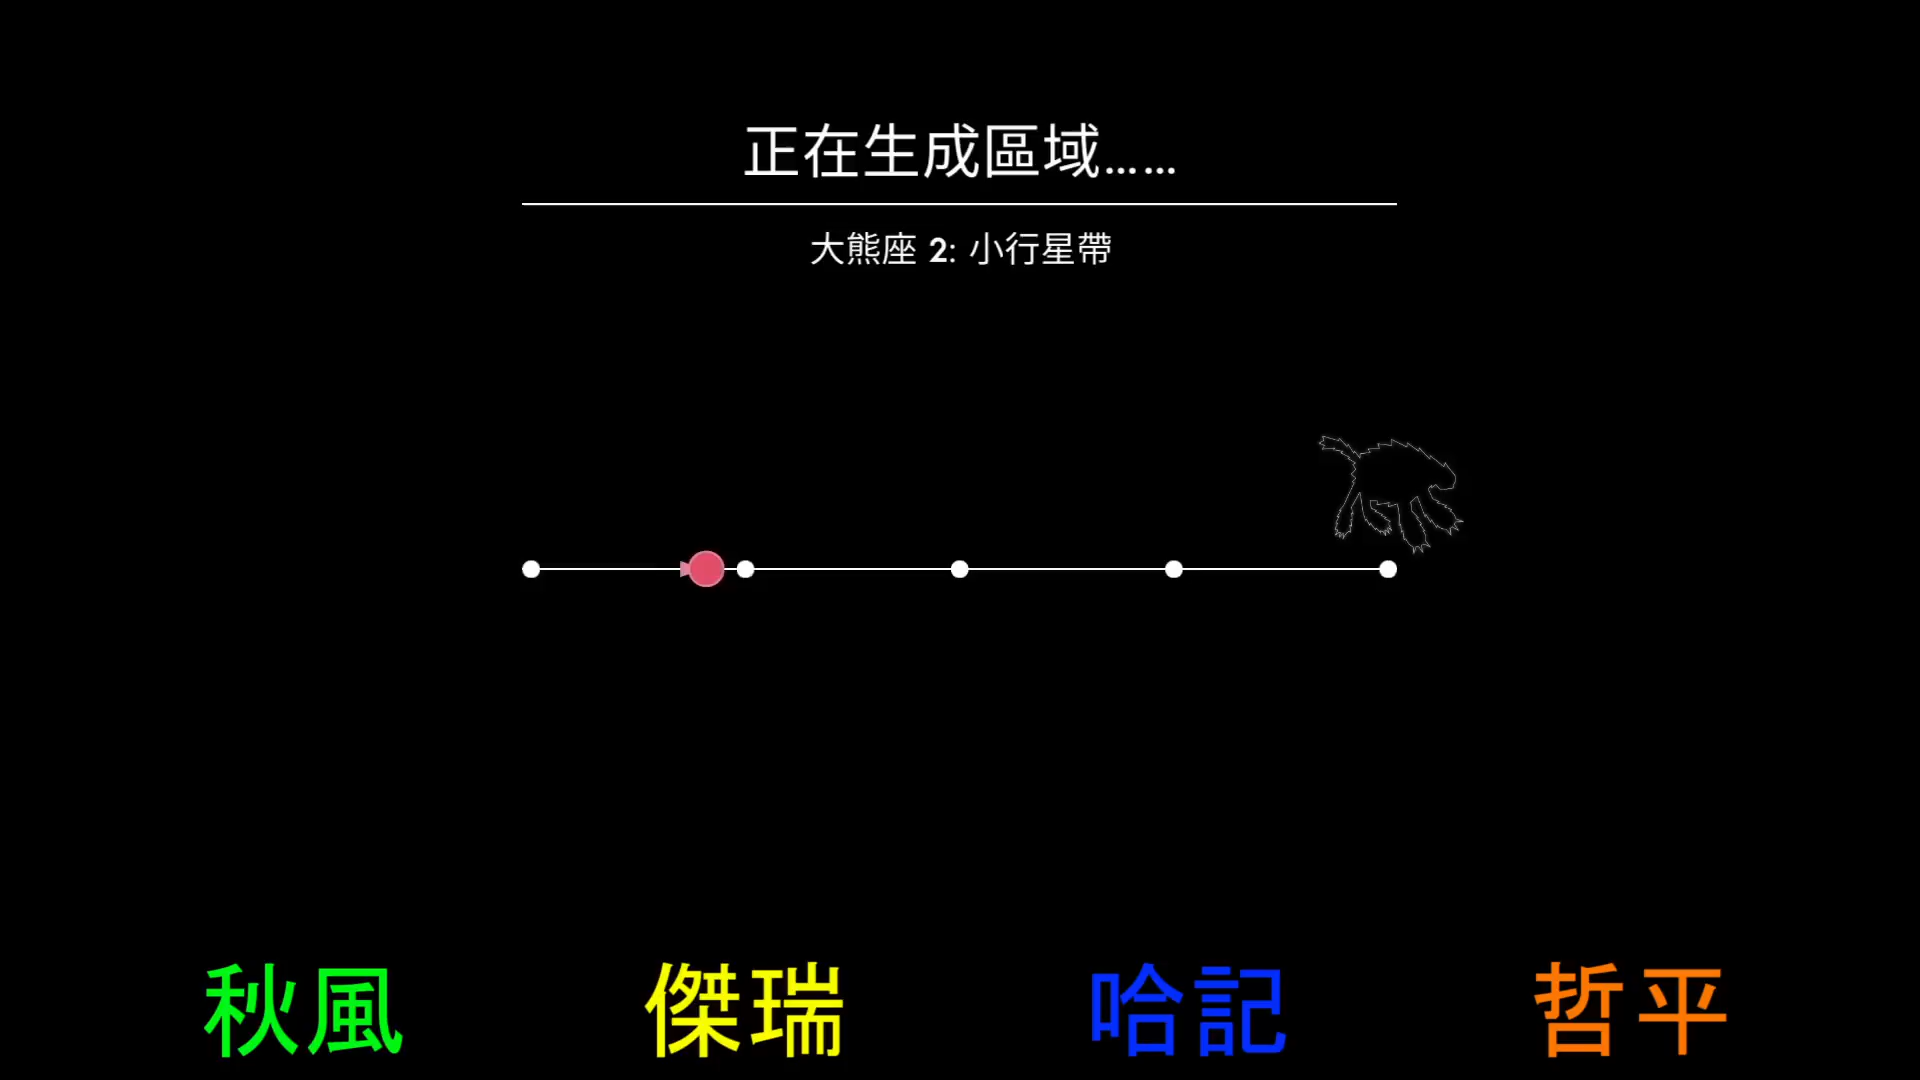 正在生成區域……
大熊座 2: 小行星帶
秋風 傑瑞 哈記 哲平